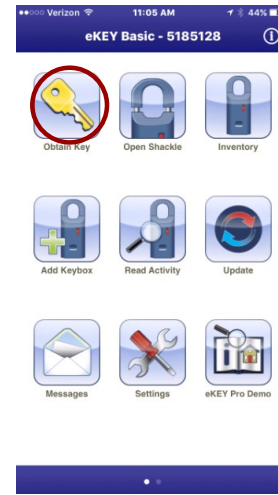 Verizon 11:05 AM 44%
eKEY Basic - 5185128 i
Obtain Key Open Shackle Inventory
Add Keybox Read Activity Update
Messages Settings eKEY Pro Demo